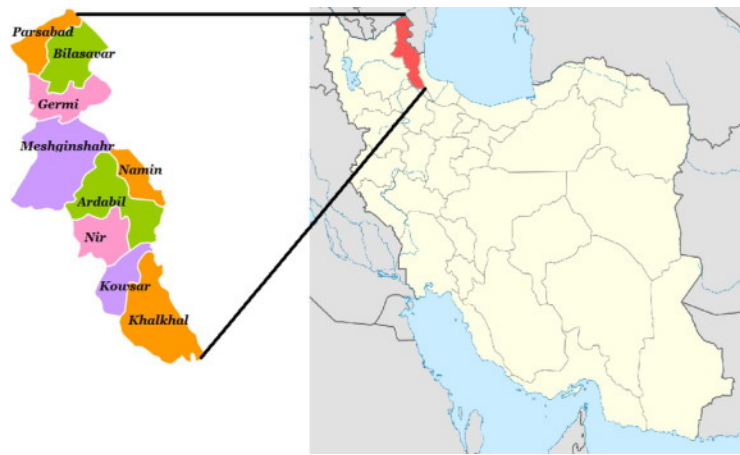 Parsabad
Bilasavar
Germi
Meshginshahr
Namin
Ardabil
Nir
Kowsar
Khalkhal